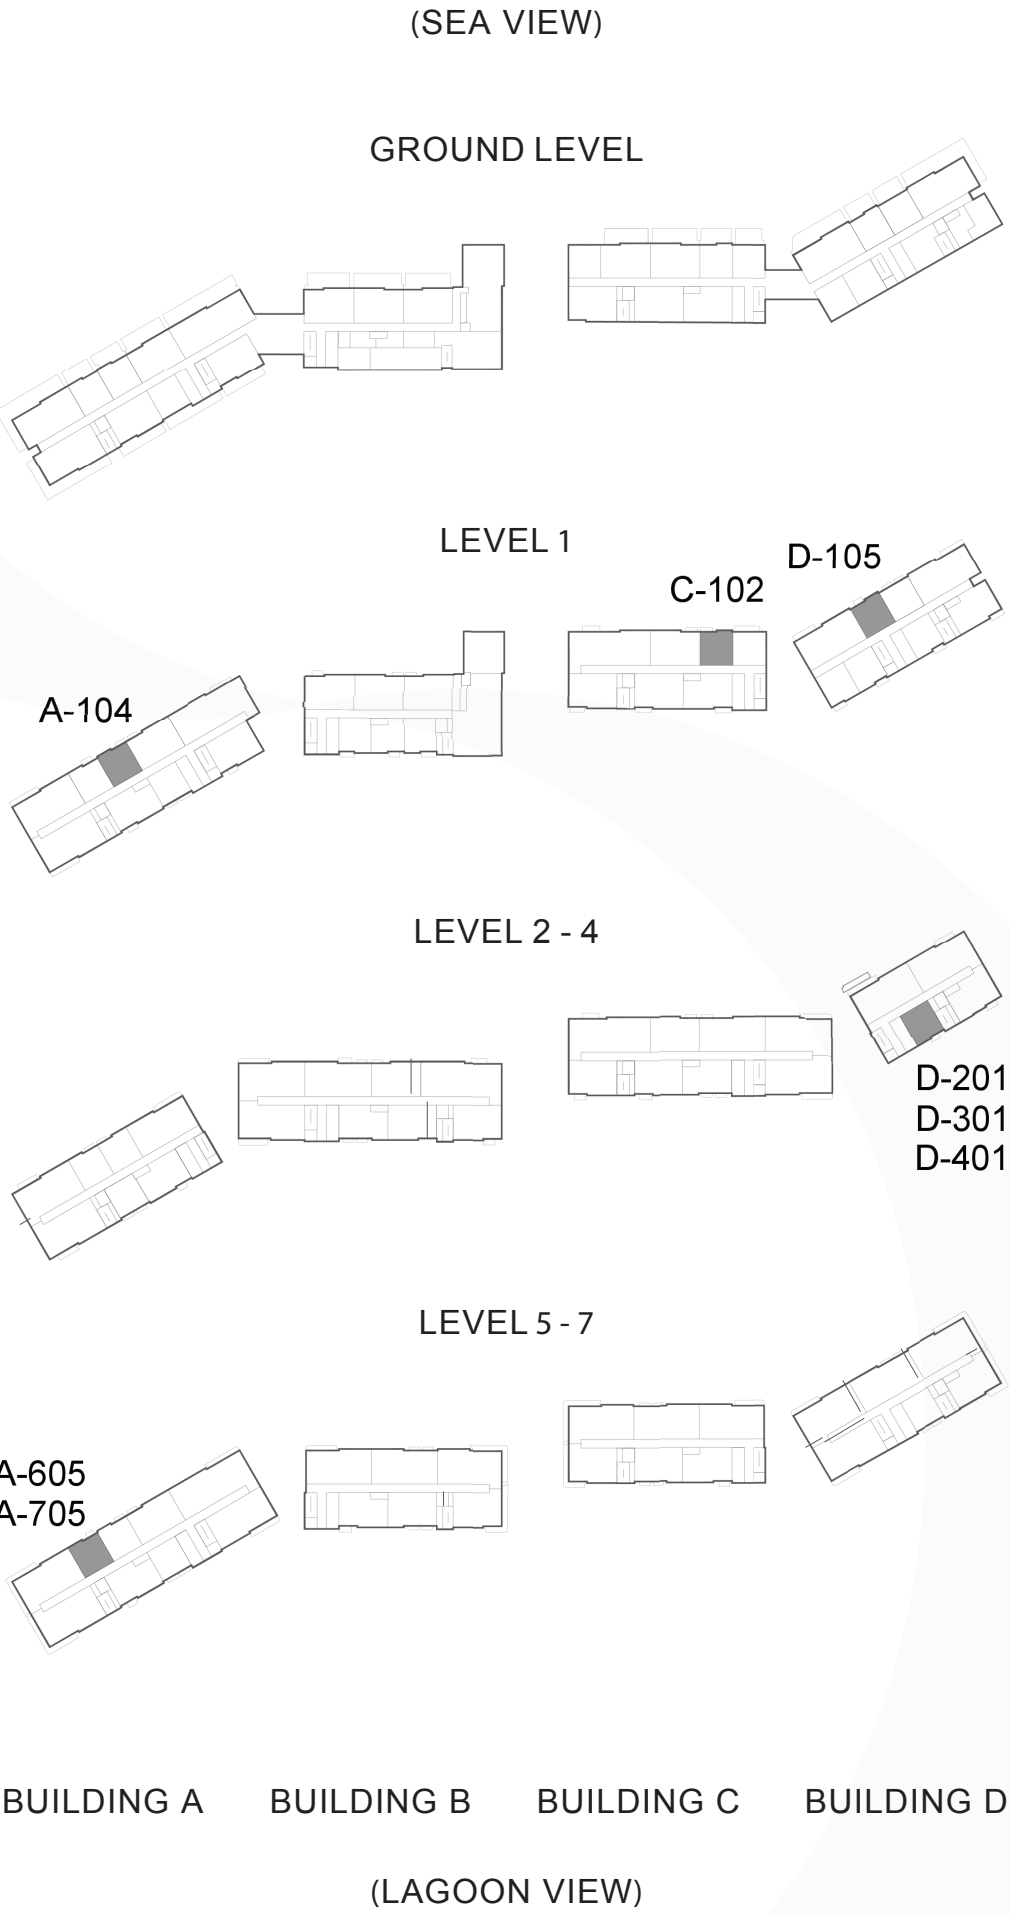 (SEA VIEW)
GROUND LEVEL
LEVEL 1
D-105
C-102
A-104
LEVEL 2 - 4
D-201
D-301
D-401
LEVEL 5 - 7
A-605
A-705
BUILDING A BUILDING B BUILDING C BUILDING D
(LAGOON VIEW)